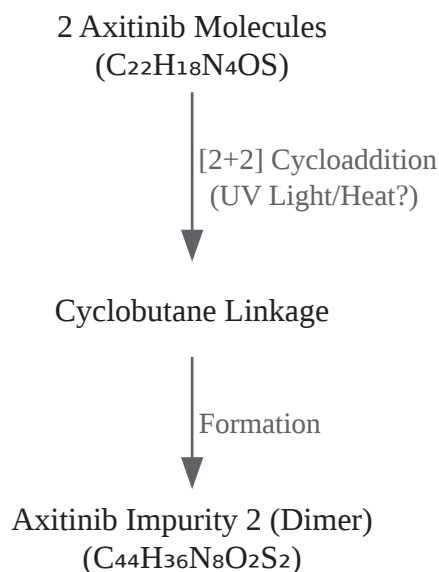 2 Axitinib Molecules
(C₂₂H₁₈N₄OS)
[2+2] Cycloaddition
(UV Light/Heat?)
Cyclobutane Linkage
Formation
Axitinib Impurity 2 (Dimer)
(C₄₄H₃₆N₈O₂S₂)